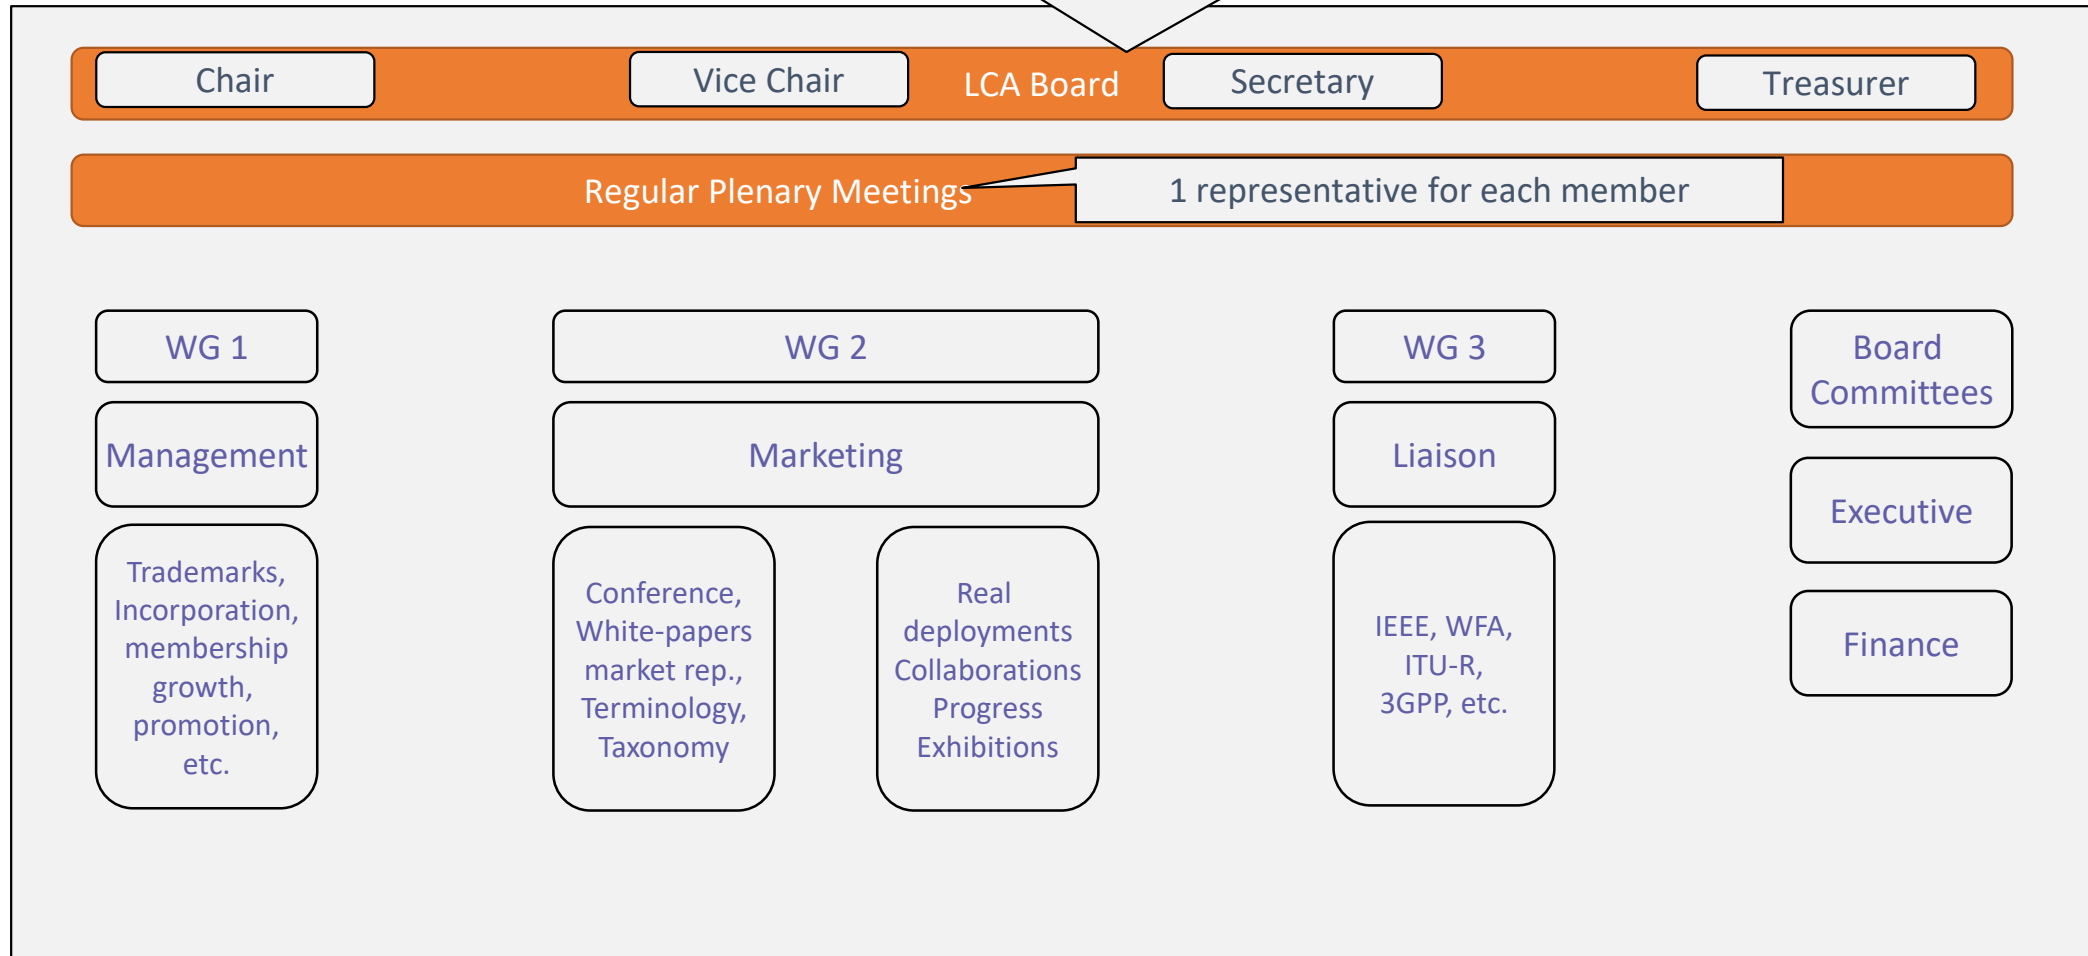 Chair
Vice Chair
LCA Board
Secretary
Treasurer
Regular Plenary Meetings
1 representative for each member
WG 1
Management
Trademarks,
Incorporation,
membership
growth,
promotion,
etc.
WG 2
Marketing
Conference,
White-papers
market rep.,
Terminology,
Taxonomy
Real
deployments
Collaborations
Progress
Exhibitions
WG 3
Liaison
IEEE, WFA,
ITU-R,
3GPP, etc.
Board
Committees
Executive
Finance